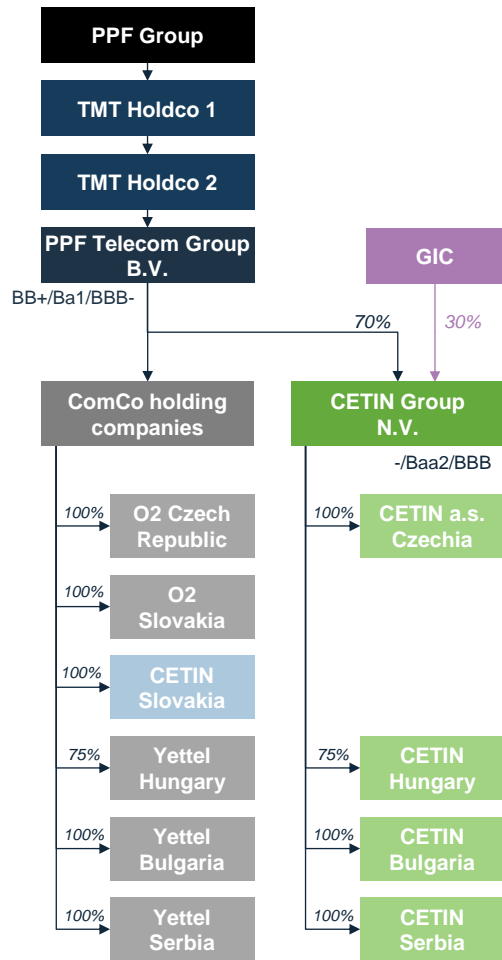 PPF Group
TMT Holdco 1
TMT Holdco 2
PPF Telecom Group
B.V.
GIC
BB+/Ba1/BBB-
70%
30%
ComCo holding
companies
CETIN Group
N.V.
-/Baa2/BBB
100%
O2 Czech
Republic
100%
CETIN a.s.
Czechia
100%
O2
Slovakia
100%
CETIN
Slovakia
75%
Yettel
Hungary
75%
CETIN
Hungary
100%
Yettel
Bulgaria
100%
CETIN
Bulgaria
100%
Yettel
Serbia
100%
CETIN
Serbia